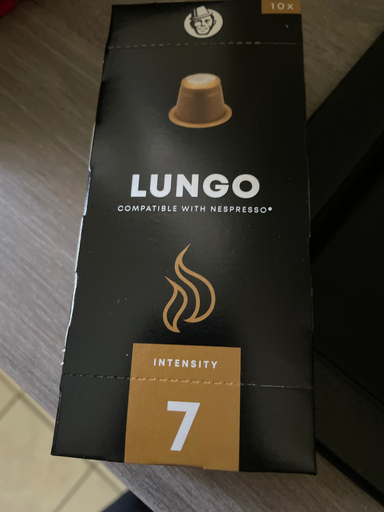 10X
LUNGO
COMPATIBLE WITH NESPRESSO®
INTENSITY
7